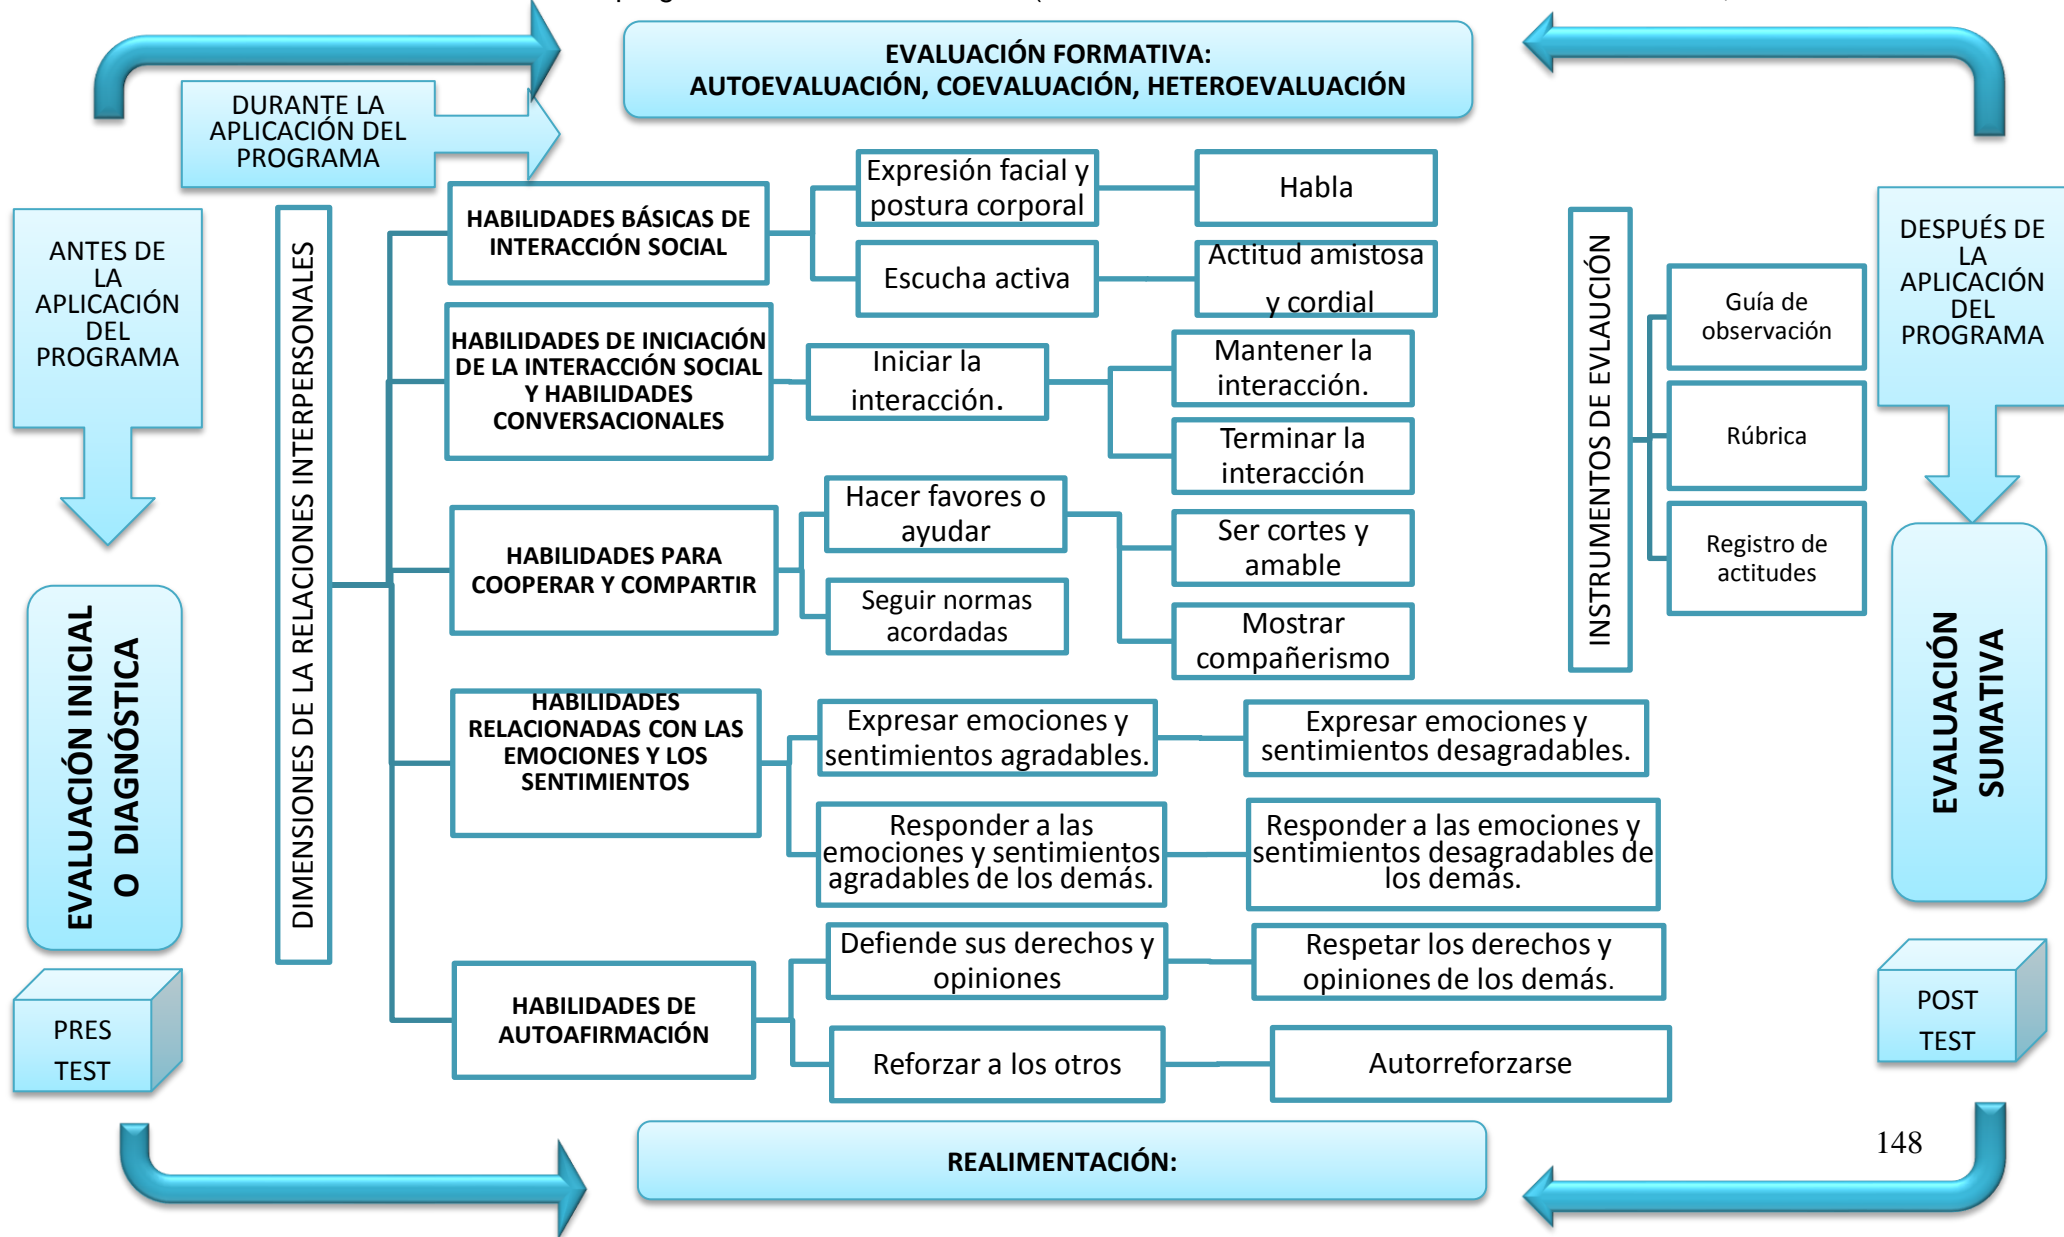 EVALUACIÓN FORMATIVA:
AUTOEVALUACIÓN, COEVALUACIÓN, HETEROEVALUACIÓN
DURANTE LA
APLICACIÓN DEL
PROGRAMA
ANTES DE
LA
APLICACIÓN
DEL
PROGRAMA
EVALUACIÓN INICIAL
O DIAGNÓSTICA
PRES
TEST
DIMENSIONES DE LA RELACIONES INTERPERSONALES
HABILIDADES BÁSICAS DE
INTERACCIÓN SOCIAL
Expresión facial y
postura corporal
Habla
Escucha activa
Actitud amistosa
y cordial
HABILIDADES DE INICIACIÓN
DE LA INTERACCIÓN SOCIAL
Y HABILIDADES
CONVERSACIONALES
Iniciar la
interacción.
Mantener la
interacción.
Terminar la
interacción
HABILIDADES PARA
COOPERAR Y COMPARTIR
Hacer favores o
ayudar
Ser cortes y
amable
Seguir normas
acordadas
Mostrar
compañerismo
HABILIDADES
RELACIONADAS CON LAS
EMOCIONES Y LOS
SENTIMIENTOS
Expresar emociones y
sentimientos agradables.
Expresar emociones y
sentimientos desagradables.
Responder a las
emociones y sentimientos
agradables de los demás.
Responder a las emociones y
sentimientos desagradables de
los demás.
HABILIDADES DE
AUTOAFIRMACIÓN
Defiende sus derechos y
opiniones
Respetar los derechos y
opiniones de los demás.
Reforzar a los otros
Autorreforzarse
INSTRUMENTOS DE EVLAUCIÓN
Guía de
observación
Rúbrica
Registro de
actitudes
DESPUÉS DE
LA
APLICACIÓN
DEL
PROGRAMA
EVALUACIÓN
SUMATIVA
POST
TEST
REALIMENTACIÓN:
148